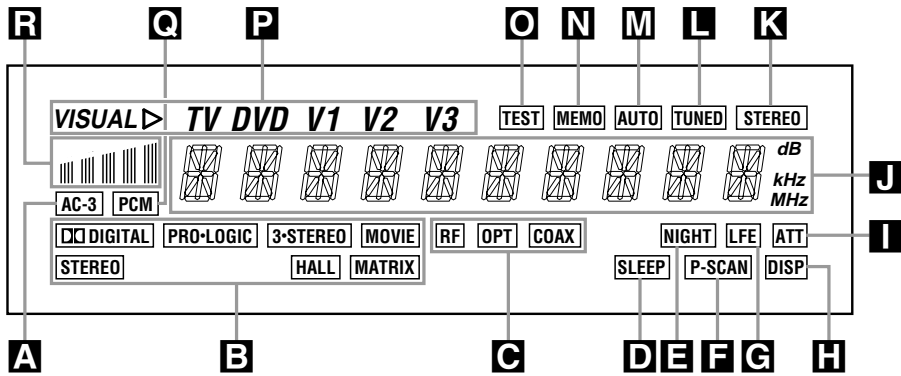 R Q P O N M L K
VISUAL TV DVD V1 V2 V3 TEST MEMO AUTO TUNED STEREO
dB
kHz
MHz
J
AC-3 PCM
DIGITAL PRO•LOGIC 3•STEREO MOVIE RF OPT COAX NIGHT LFE ATT I
STEREO HALL MATRIX SLEEP P-SCAN DISP
A B C D E F G H